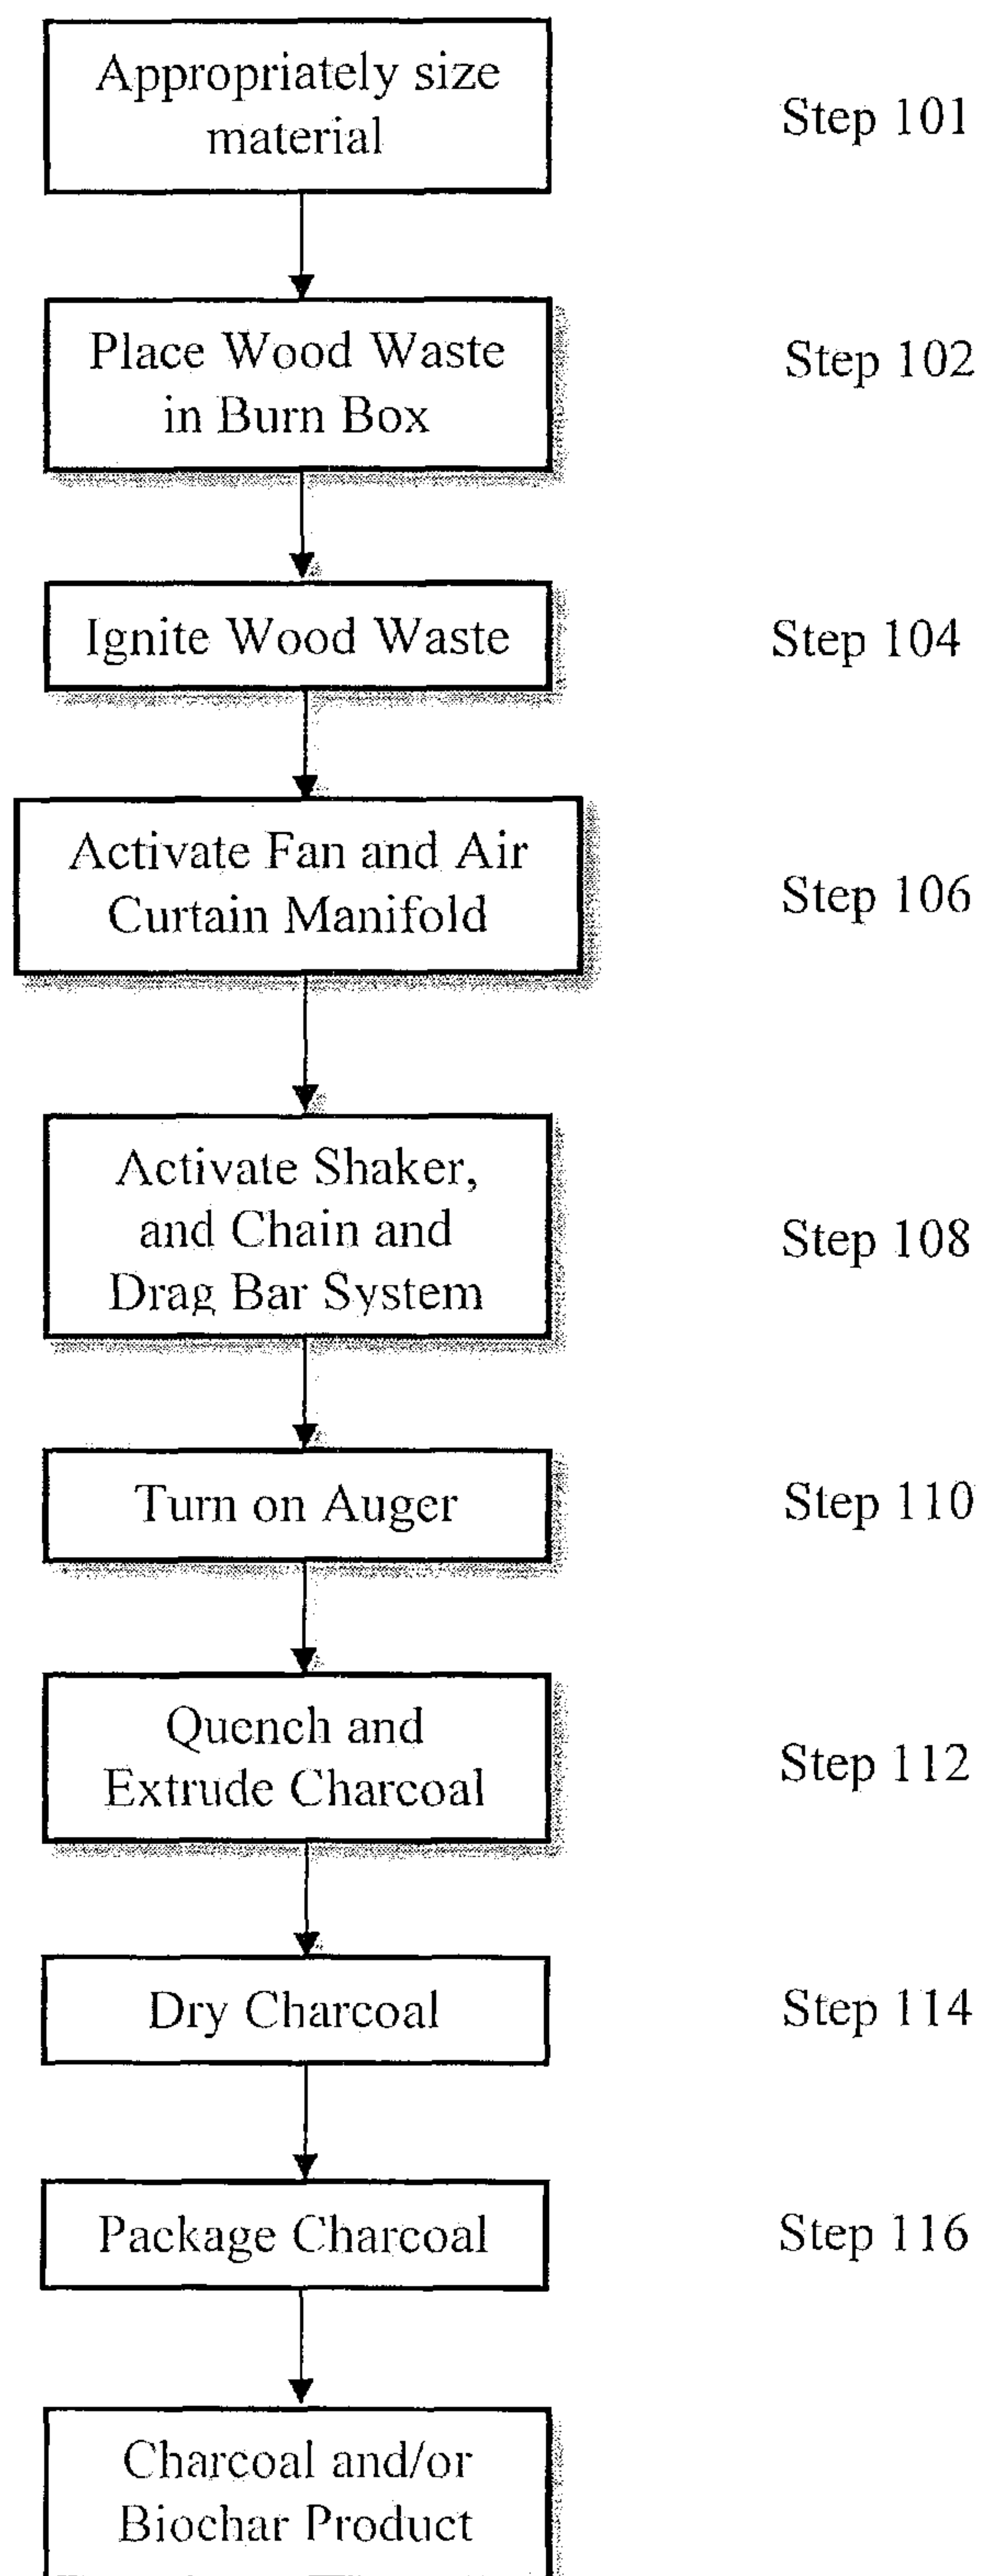 Appropriately size
material
Step 101
Place Wood Waste
in Burn Box
Step 102
Ignite Wood Waste
Step 104
Activate Fan and Air
Curtain Manifold
Step 106
Activate Shaker,
and Chain and
Drag Bar System
Step 108
Turn on Auger
Step 110
Quench and
Extrude Charcoal
Step 112
Dry Charcoal
Step 114
Package Charcoal
Step 116
Charcoal and/or
Biochar Product